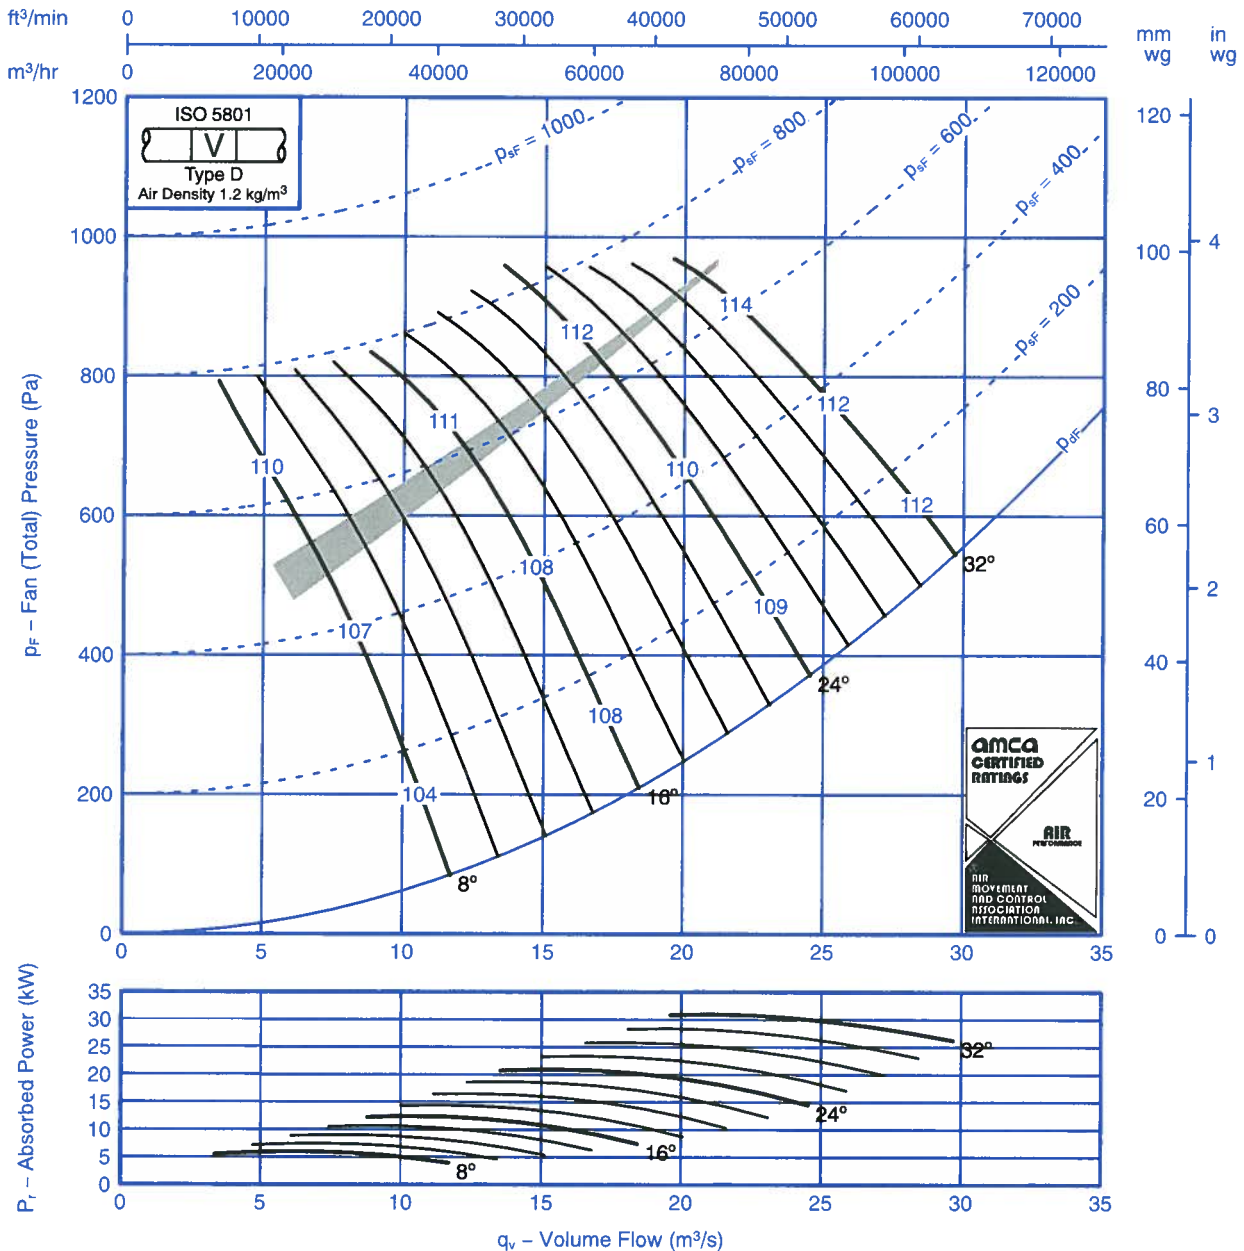 ft³/min 0 10000 20000 30000 40000 50000 60000 70000
m³/hr 0 20000 40000 60000 80000 100000 120000
mm wg
in wg
1200
1000
800
600
400
200
0
p_F – Fan (Total) Pressure (Pa)
ISO 5801
V
Type D
Air Density 1.2 kg/m³
p_sF = 1000
p_sF = 800
p_sF = 600
p_sF = 400
p_sF = 200
p_dF
120
100
80
60
40
20
0
4
3
2
1
0
114
112
111
112
110
110
112
108
109
107
108
104
32°
24°
16°
8°
amca
CERTIFIED
RATINGS
AIR
PERFORMANCE
AIR
MOVEMENT
AND CONTROL
ASSOCIATION
INTERNATIONAL, INC.
0 5 10 15 20 25 30 35
P_r – Absorbed Power (kW)
35
30
25
20
15
10
5
0
32°
24°
16°
8°
0 5 10 15 20 25 30 35
q_v – Volume Flow (m³/s)